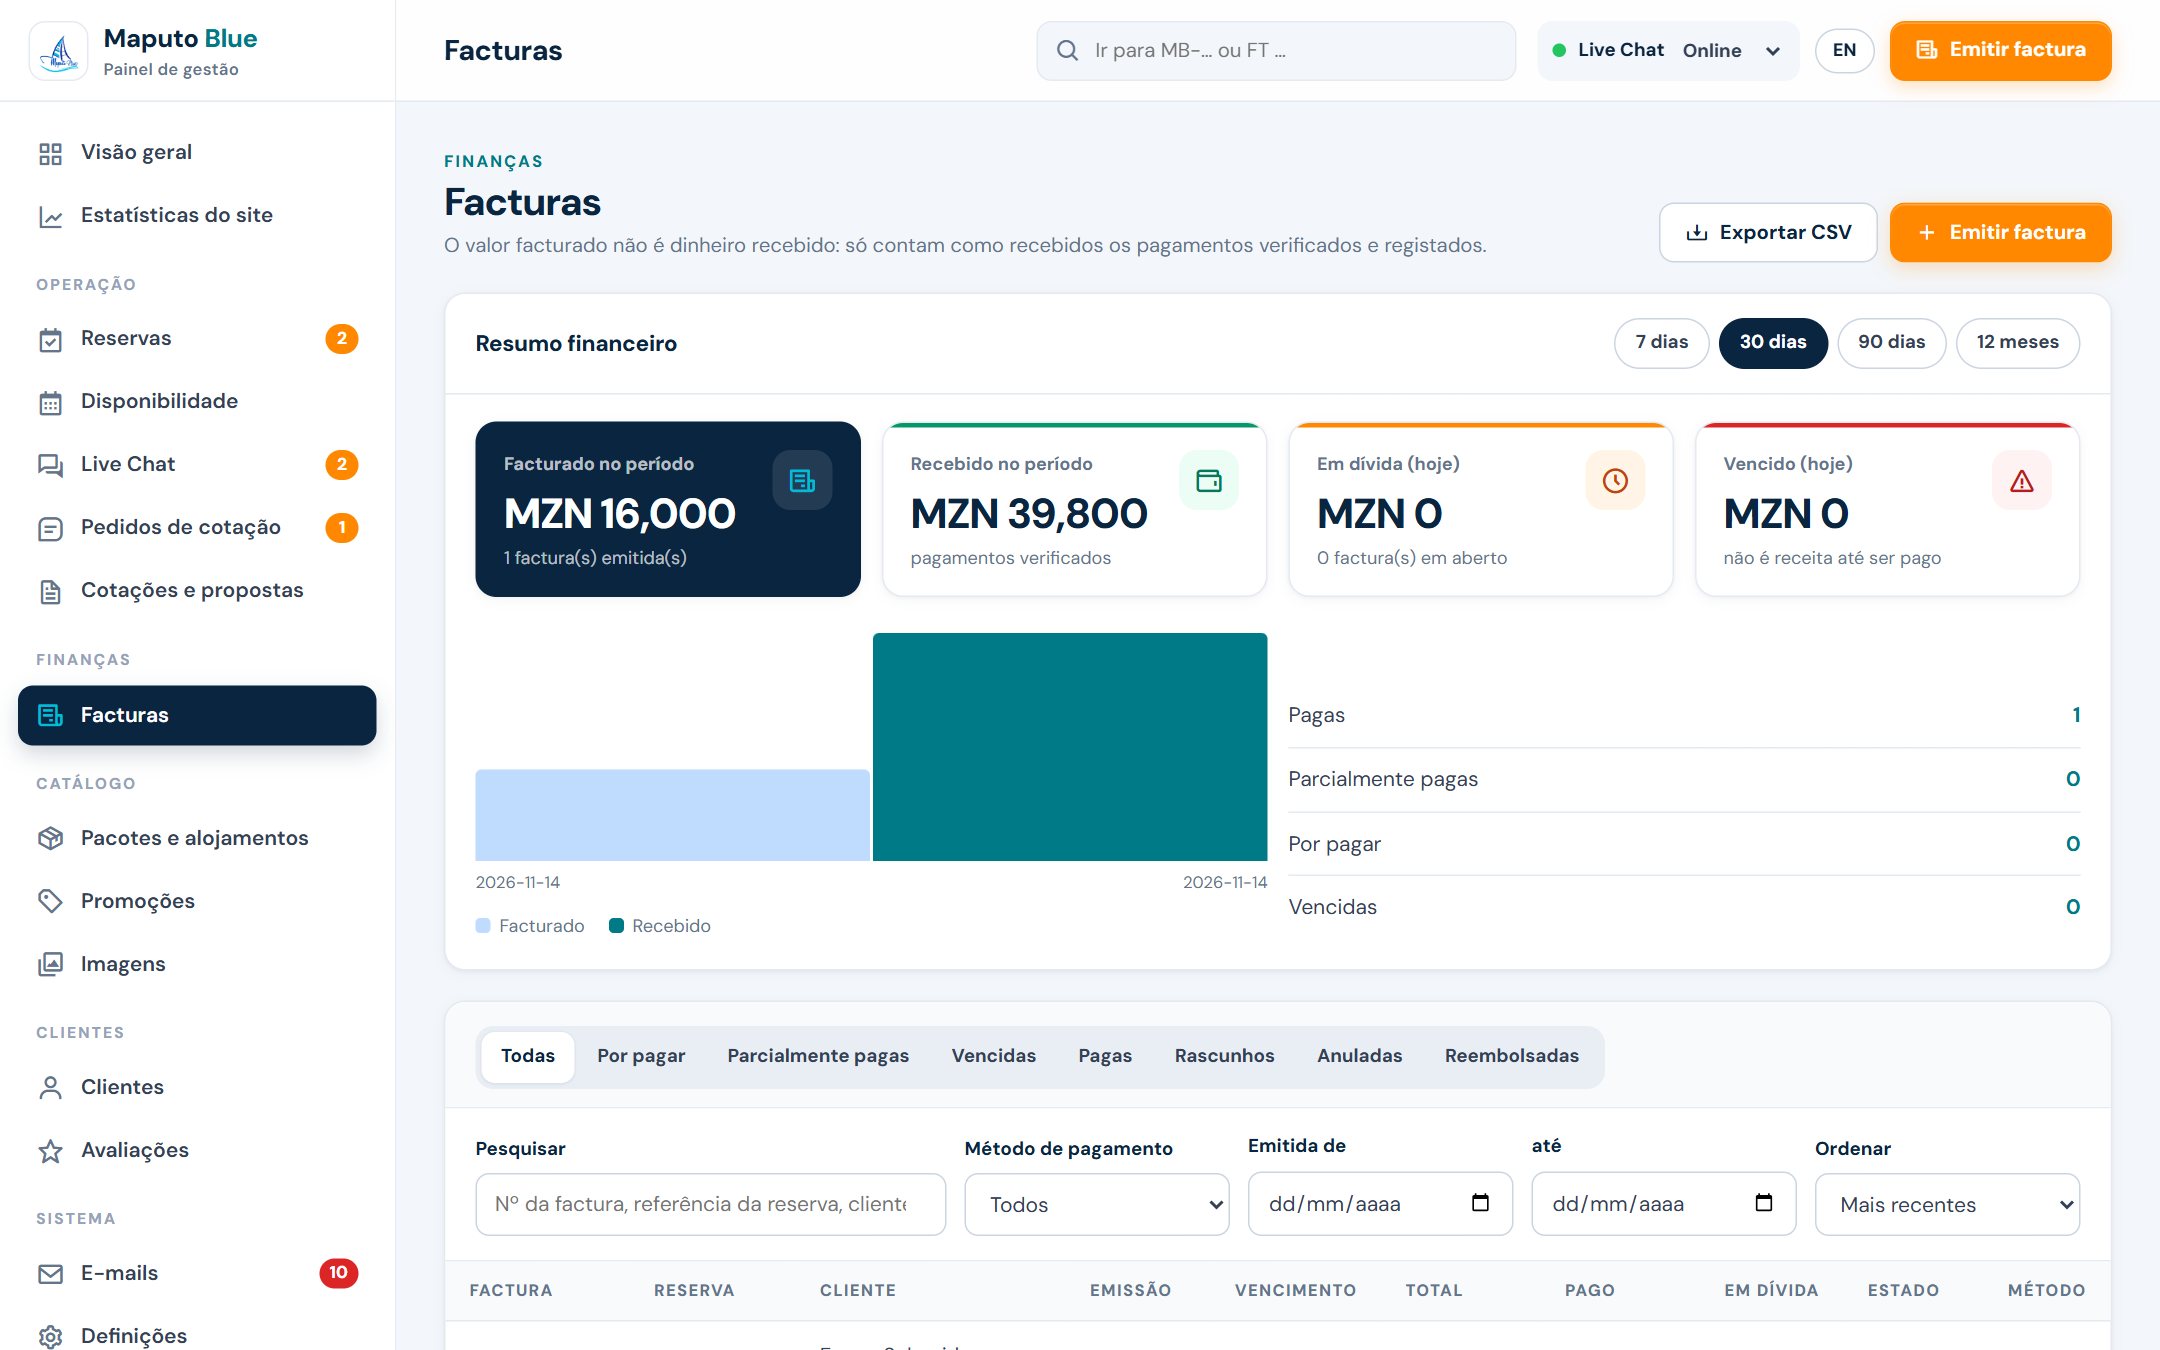 Maputo Blue
Painel de gestão
Facturas
Ir para MB-... ou FT ...
Live Chat Online
EN
Emitir factura
Visão geral
Estatísticas do site
OPERAÇÃO
Reservas 2
Disponibilidade
Live Chat 2
Pedidos de cotação 1
Cotações e propostas
FINANÇAS
Facturas
CATÁLOGO
Pacotes e alojamentos
Promoções
Imagens
CLIENTES
Clientes
Avaliações
SISTEMA
E-mails 10
Definições
FINANÇAS
Facturas
O valor facturado não é dinheiro recebido: só contam como recebidos os pagamentos verificados e registados.
Exportar CSV
+ Emitir factura
Resumo financeiro
7 dias 30 dias 90 dias 12 meses
Facturado no período
MZN 16,000
1 factura(s) emitida(s)
Recebido no período
MZN 39,800
pagamentos verificados
Em dívida (hoje)
MZN 0
0 factura(s) em aberto
Vencido (hoje)
MZN 0
não é receita até ser pago
2026-11-14 2026-11-14
Facturado Recebido
Pagas 1
Parcialmente pagas 0
Por pagar 0
Vencidas 0
Todas Por pagar Parcialmente pagas Vencidas Pagas Rascunhos Anuladas Reembolsadas
Pesquisar
Nº da factura, referência da reserva, cliente
Método de pagamento
Todos
Emitida de
dd/mm/aaaa
até
dd/mm/aaaa
Ordenar
Mais recentes
FACTURA RESERVA CLIENTE EMISSÃO VENCIMENTO TOTAL PAGO EM DÍVIDA ESTADO MÉTODO